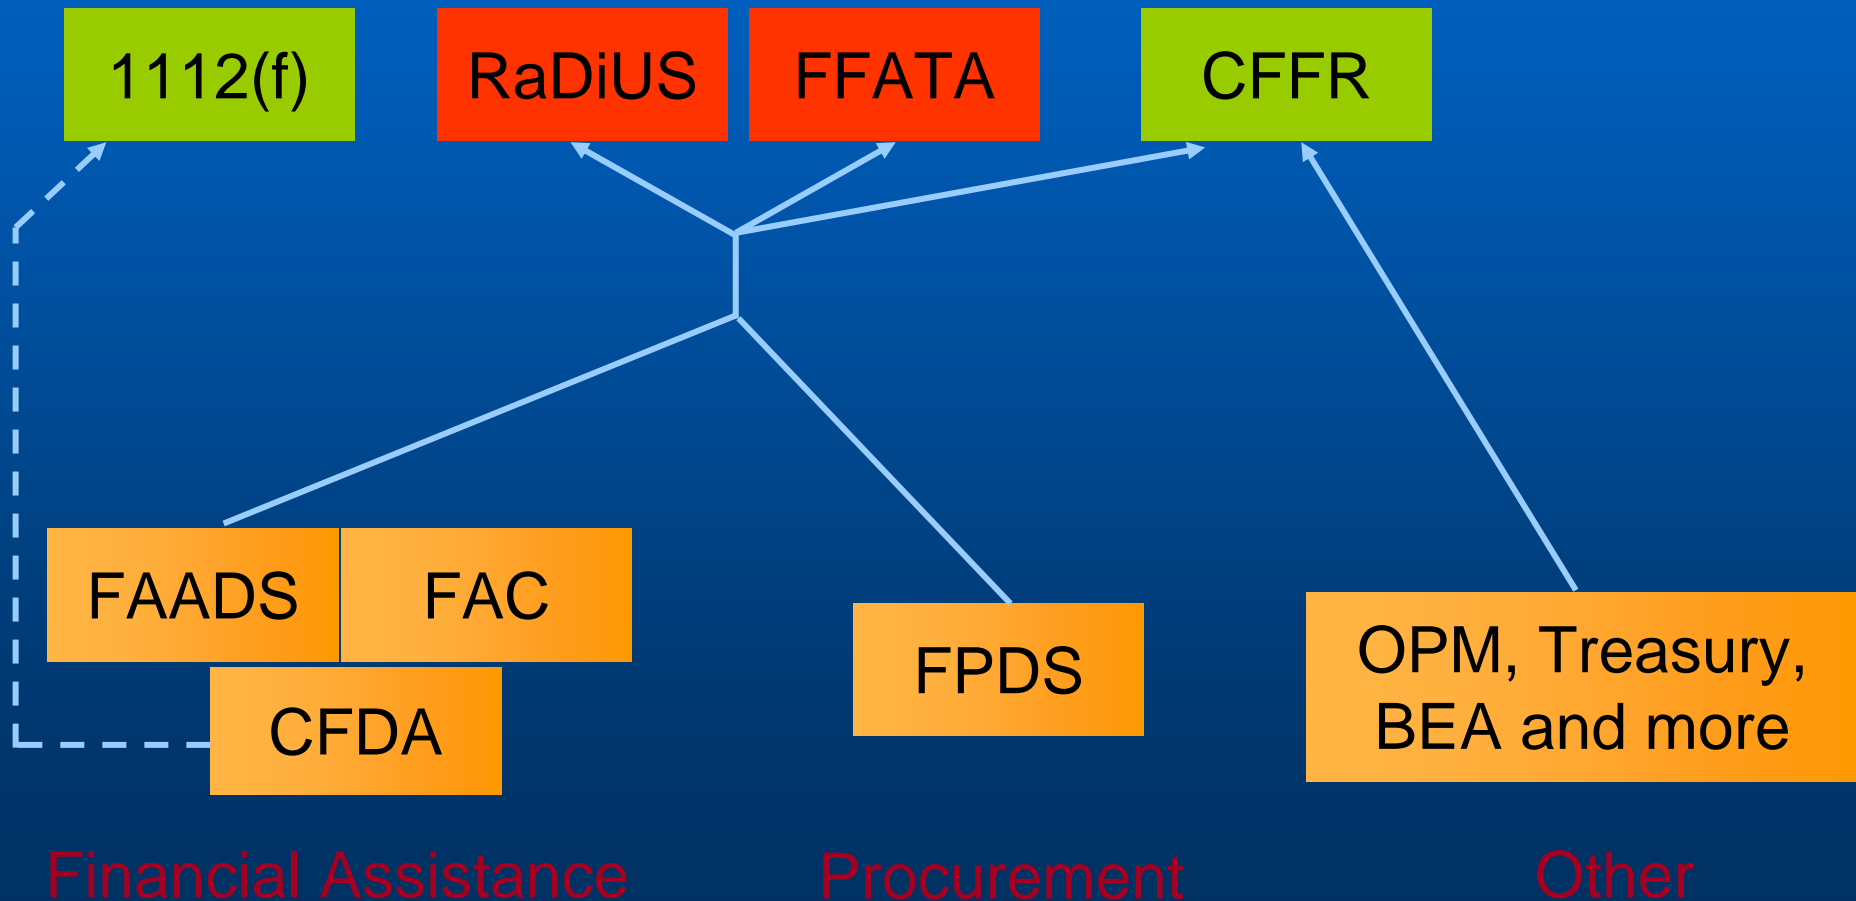 1112(f)
RaDiUS
FFATA
CFFR
FAADS
FAC
CFDA
FPDS
OPM, Treasury,
BEA and more
Financial Assistance
Procurement
Other